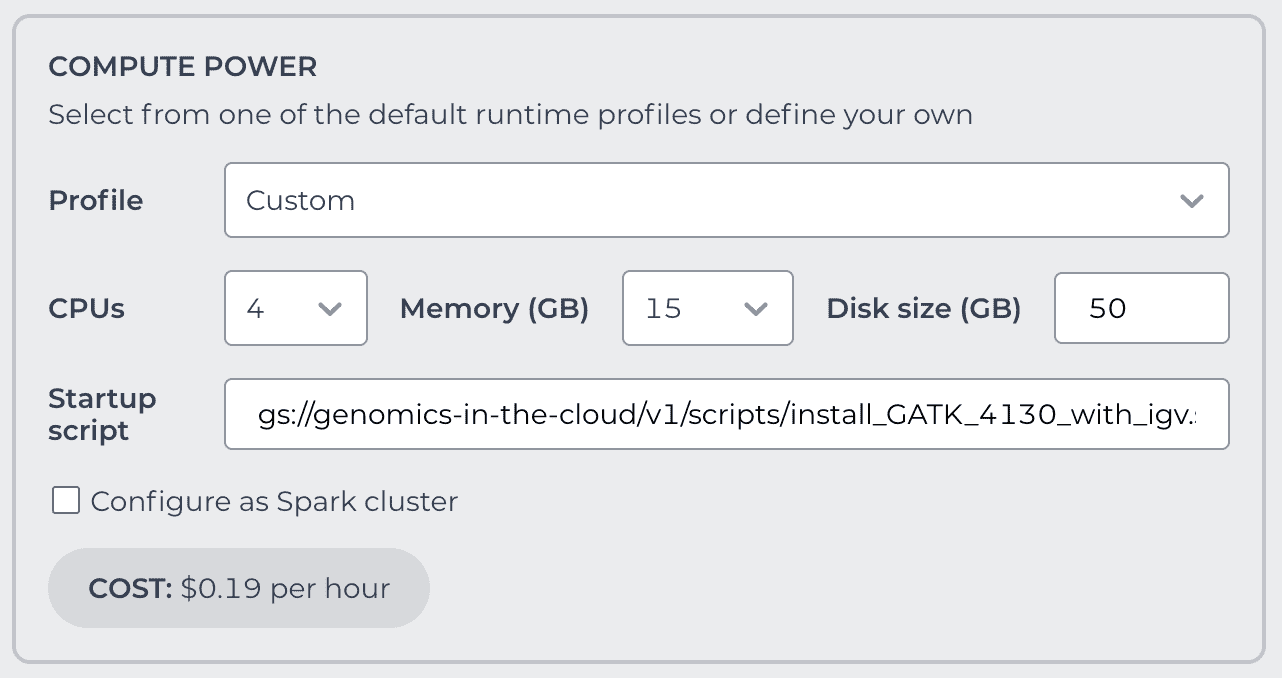 COMPUTE POWER
Select from one of the default runtime profiles or define your own
Profile Custom
CPUs 4 Memory (GB) 15 Disk size (GB) 50
Startup script gs://genomics-in-the-cloud/v1/scripts/install_GATK_4130_with_igv.
Configure as Spark cluster
COST: $0.19 per hour